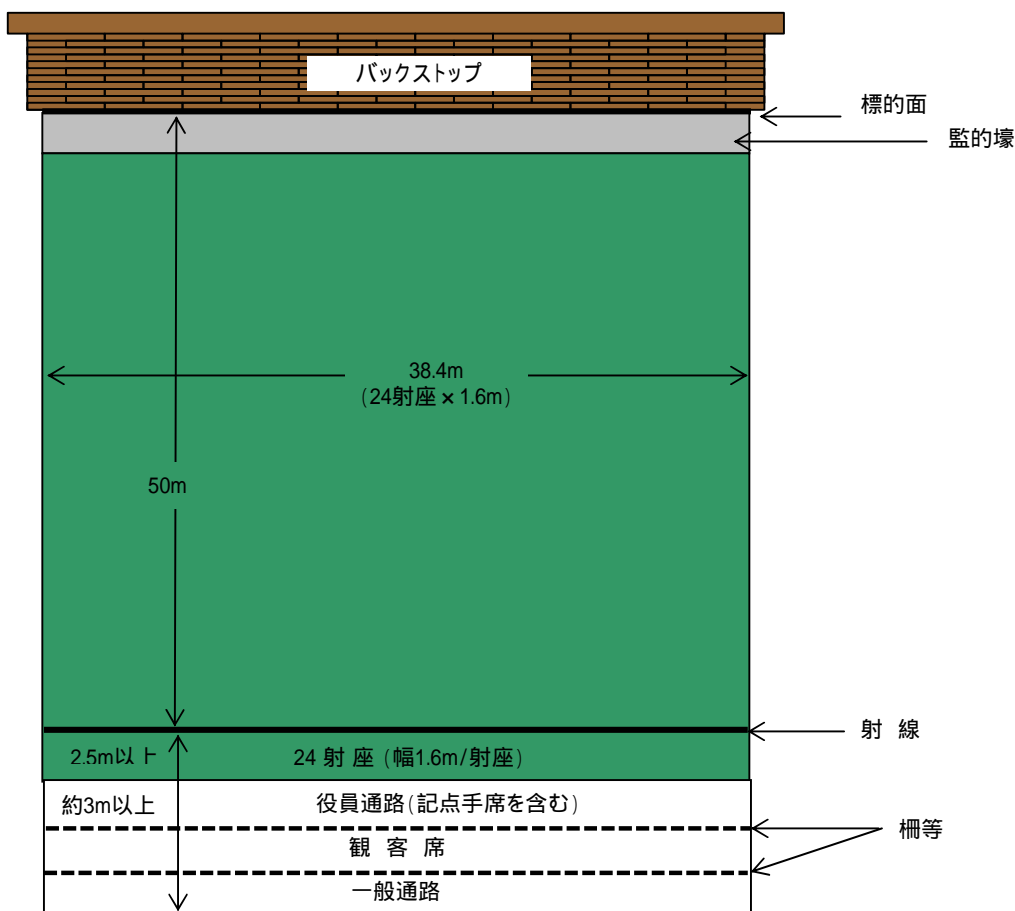 バックストップ
標的面
監的壕
38.4m
(24射座×1.6m)
50m
射 線
2.5m以上
24 射 座 (幅1.6m/射座)
約3m以上
役員通路(記点手席を含む)
柵等
観 客 席
一般通路